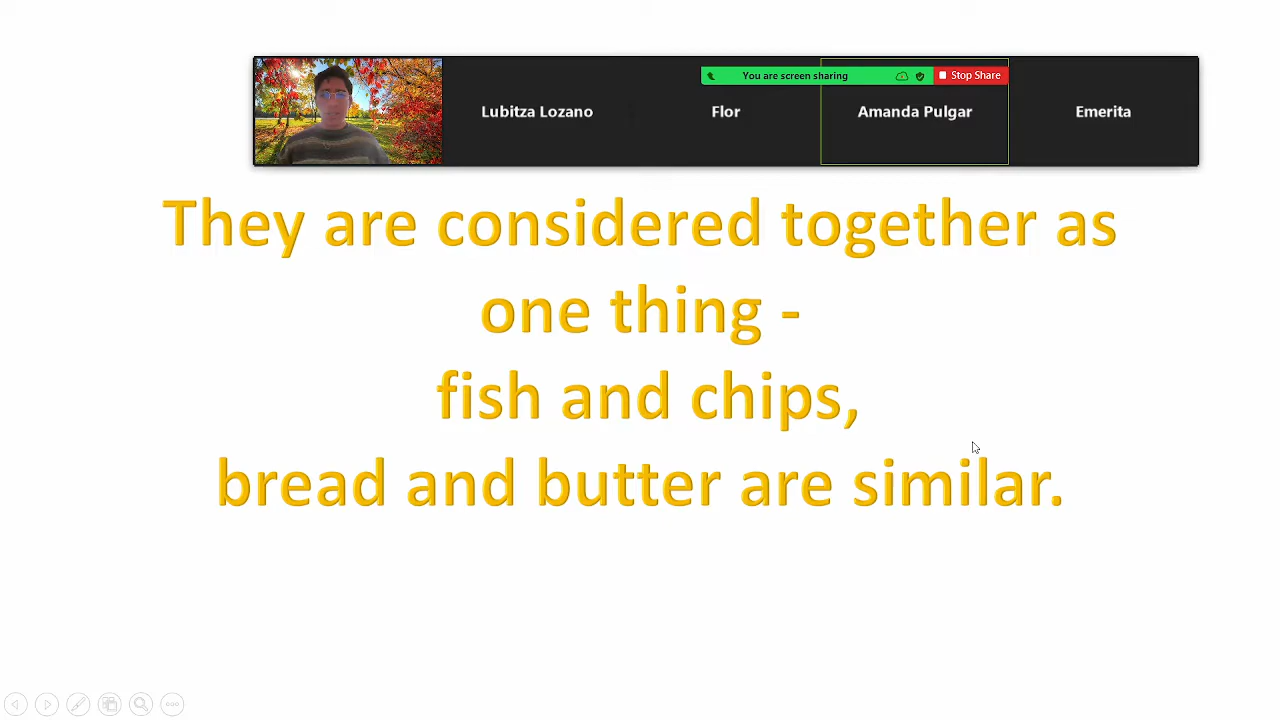 You are screen sharing
Stop Share
Lubitza Lozano
Flor
Amanda Pulgar
Emerita
They are considered together as
one thing -
fish and chips,
bread and butter are similar.